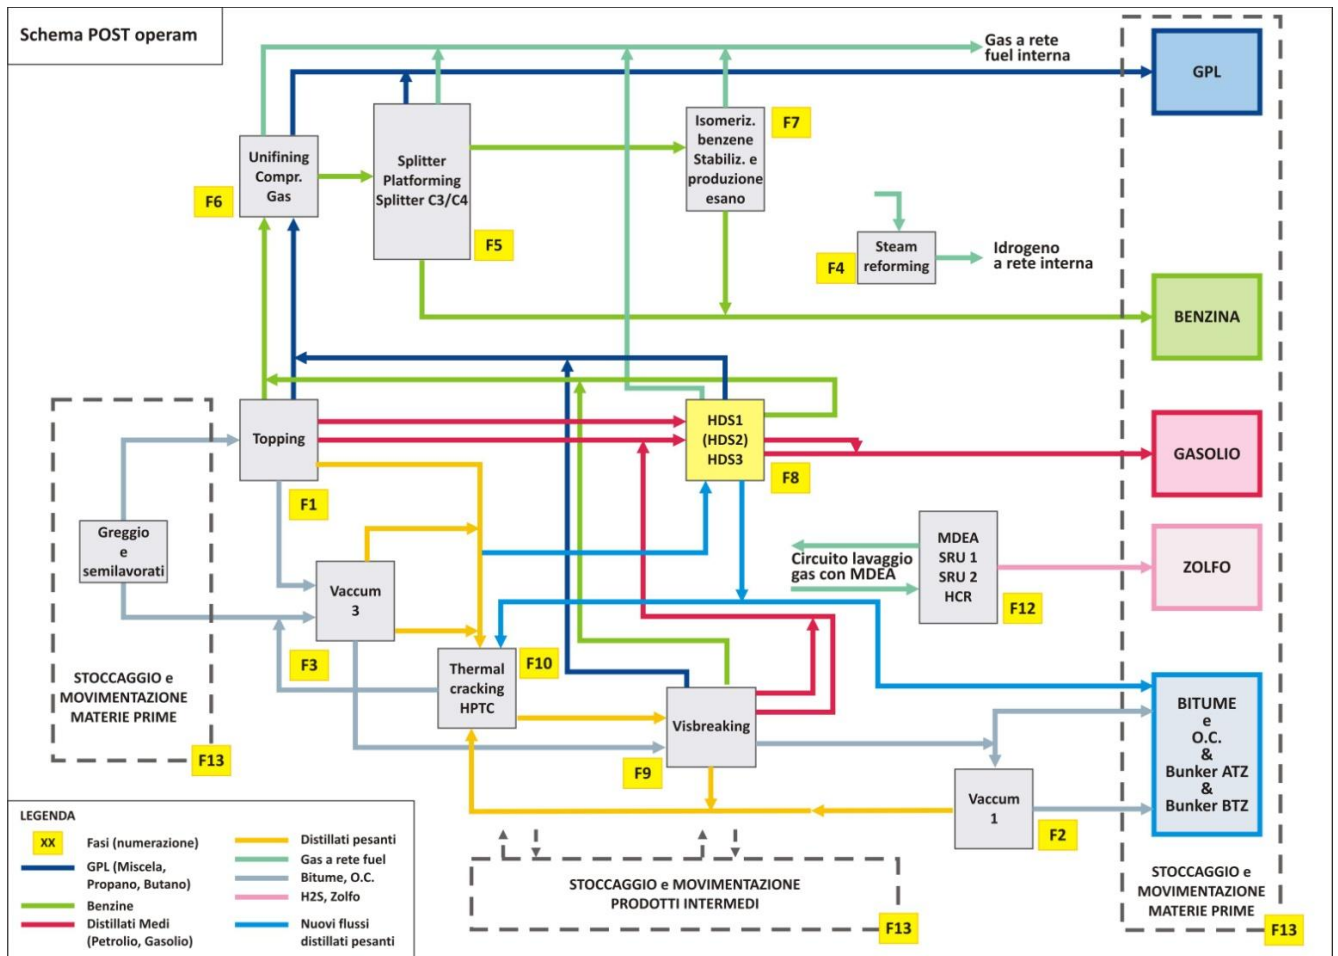 Schema POST operam
Gas a rete
fuel interna
GPL
Isomeriz.
benzene
Stabiliz. e
produzione
esano
F7
Unifining
Compr.
Gas
F6
Splitter
Platforming
Splitter C3/C4
F5
Steam
reforming
F4
Idrogeno
a rete interna
BENZINA
Topping
F1
HDS1
(HDS2)
HDS3
F8
GASOLIO
Greggio
e
semilavorati
Vaccum
3
F3
Circuito lavaggio
gas con MDEA
MDEA
SRU 1
SRU 2
HCR
F12
ZOLFO
STOCCAGGIO e
MOVIMENTAZIONE
MATERIE PRIME
F13
Thermal
cracking
HPTC
F10
Visbreaking
F9
Vaccum
1
F2
BITUME
e
O.C.
&
Bunker ATZ
&
Bunker BTZ
STOCCAGGIO e
MOVIMENTAZIONE
MATERIE PRIME
F13
STOCCAGGIO e MOVIMENTAZIONE
PRODOTTI INTERMEDI
F13
LEGENDA
XX
Fasi (numerazione)
GPL (Miscela,
Propano, Butano)
Benzine
Distillati Medi
(Petrolio, Gasolio)
Distillati pesanti
Gas a rete fuel
Bitume, O.C.
H2S, Zolfo
Nuovi flussi
distillati pesanti